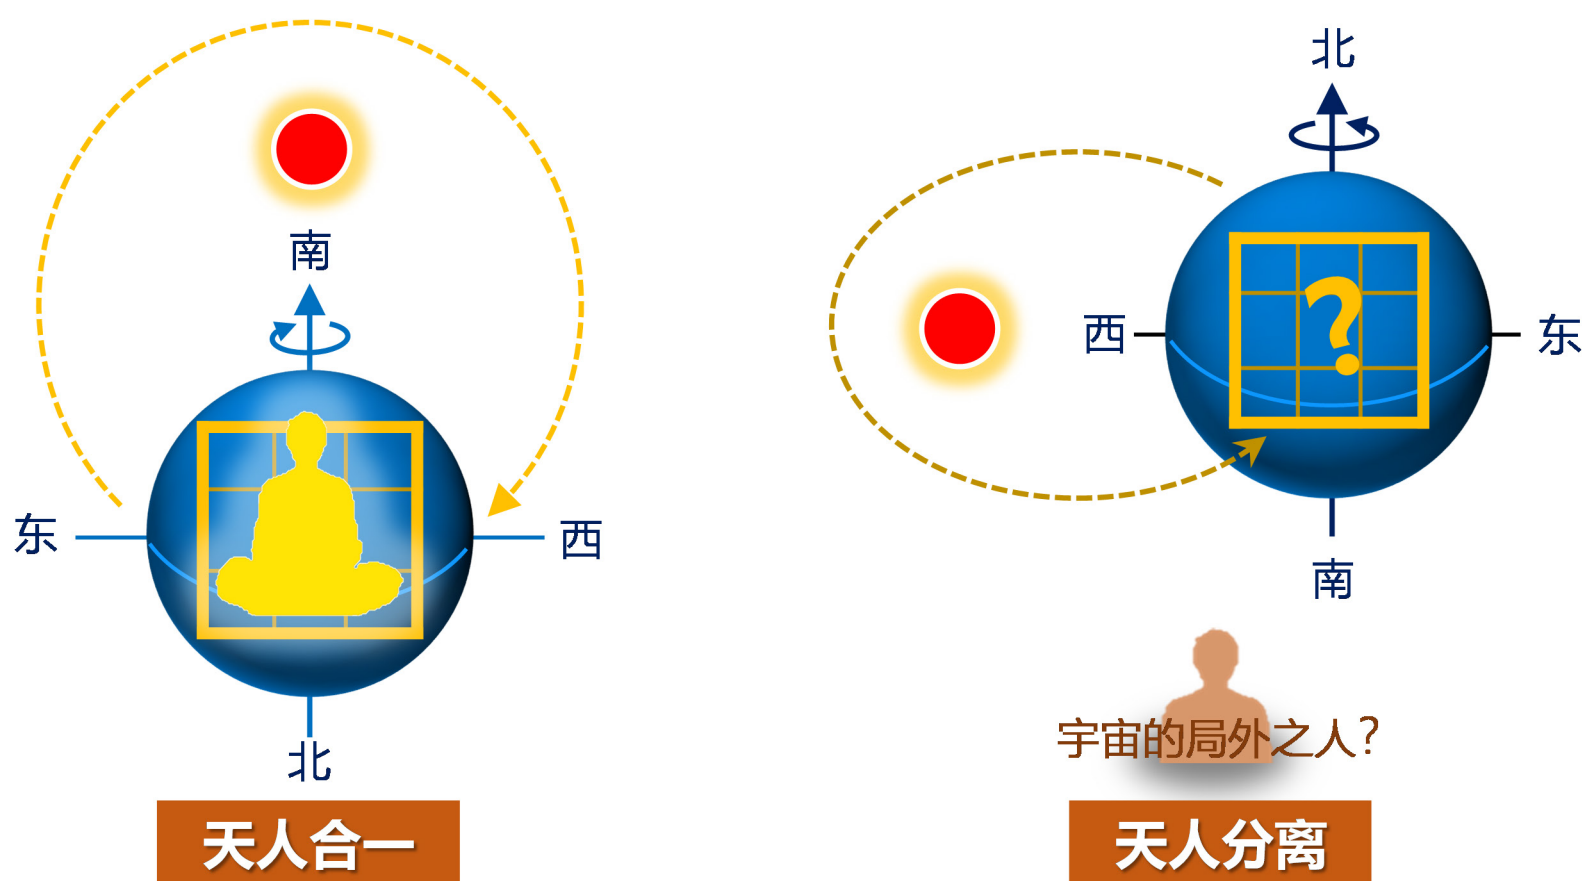 南
东
西
北
天人合一
北
西
东
南
宇宙的局外之人?
?
天人分离